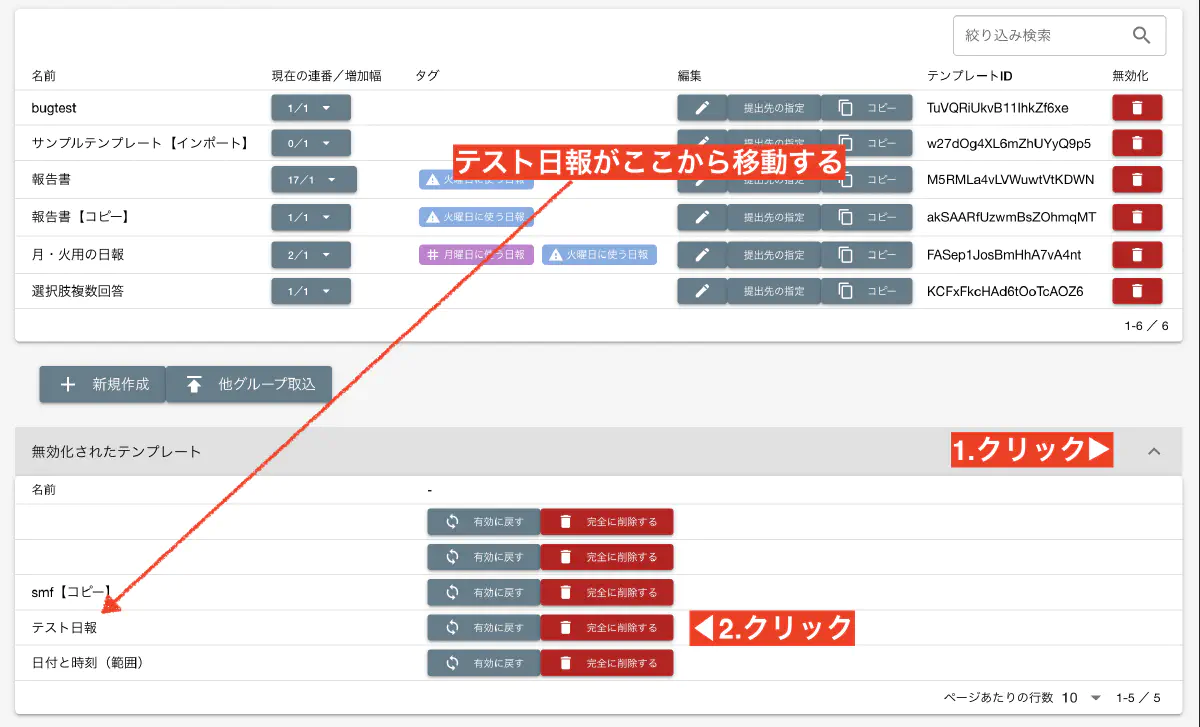 絞り込み検索
名前 現在の連番／増加幅 タグ 編集 テンプレートID 無効化
bugtest 1／1 提出先の指定 コピー TuVQRiUkvB11IhkZf6xe
サンプルテンプレート【インポート】 0／1 提出先の指定 コピー w27dOg4XL6mZhUYyQ9p5
テスト日報がここから移動する
報告書 17／1 火曜日に使う日報 提出先の指定 コピー M5RMLa4vLVWuwtVtKDWN
報告書【コピー】 1／1 火曜日に使う日報 提出先の指定 コピー akSAARfUzwmBsZOhmqMT
月・火用の日報 2／1 月曜日に使う日報 火曜日に使う日報 提出先の指定 コピー FASep1JosBmHhA7vA4nt
選択肢複数回答 1／1 提出先の指定 コピー KCFxFkcHAd6tOoTcAOZ6
1-6 ／ 6
新規作成 他グループ取込
無効化されたテンプレート 1.クリック▶
名前 -
有効に戻す 完全に削除する
有効に戻す 完全に削除する
smf【コピー】 有効に戻す 完全に削除する
テスト日報 有効に戻す 完全に削除する ◀2.クリック
日付と時刻（範囲） 有効に戻す 完全に削除する
ページあたりの行数 10 1-5 ／ 5